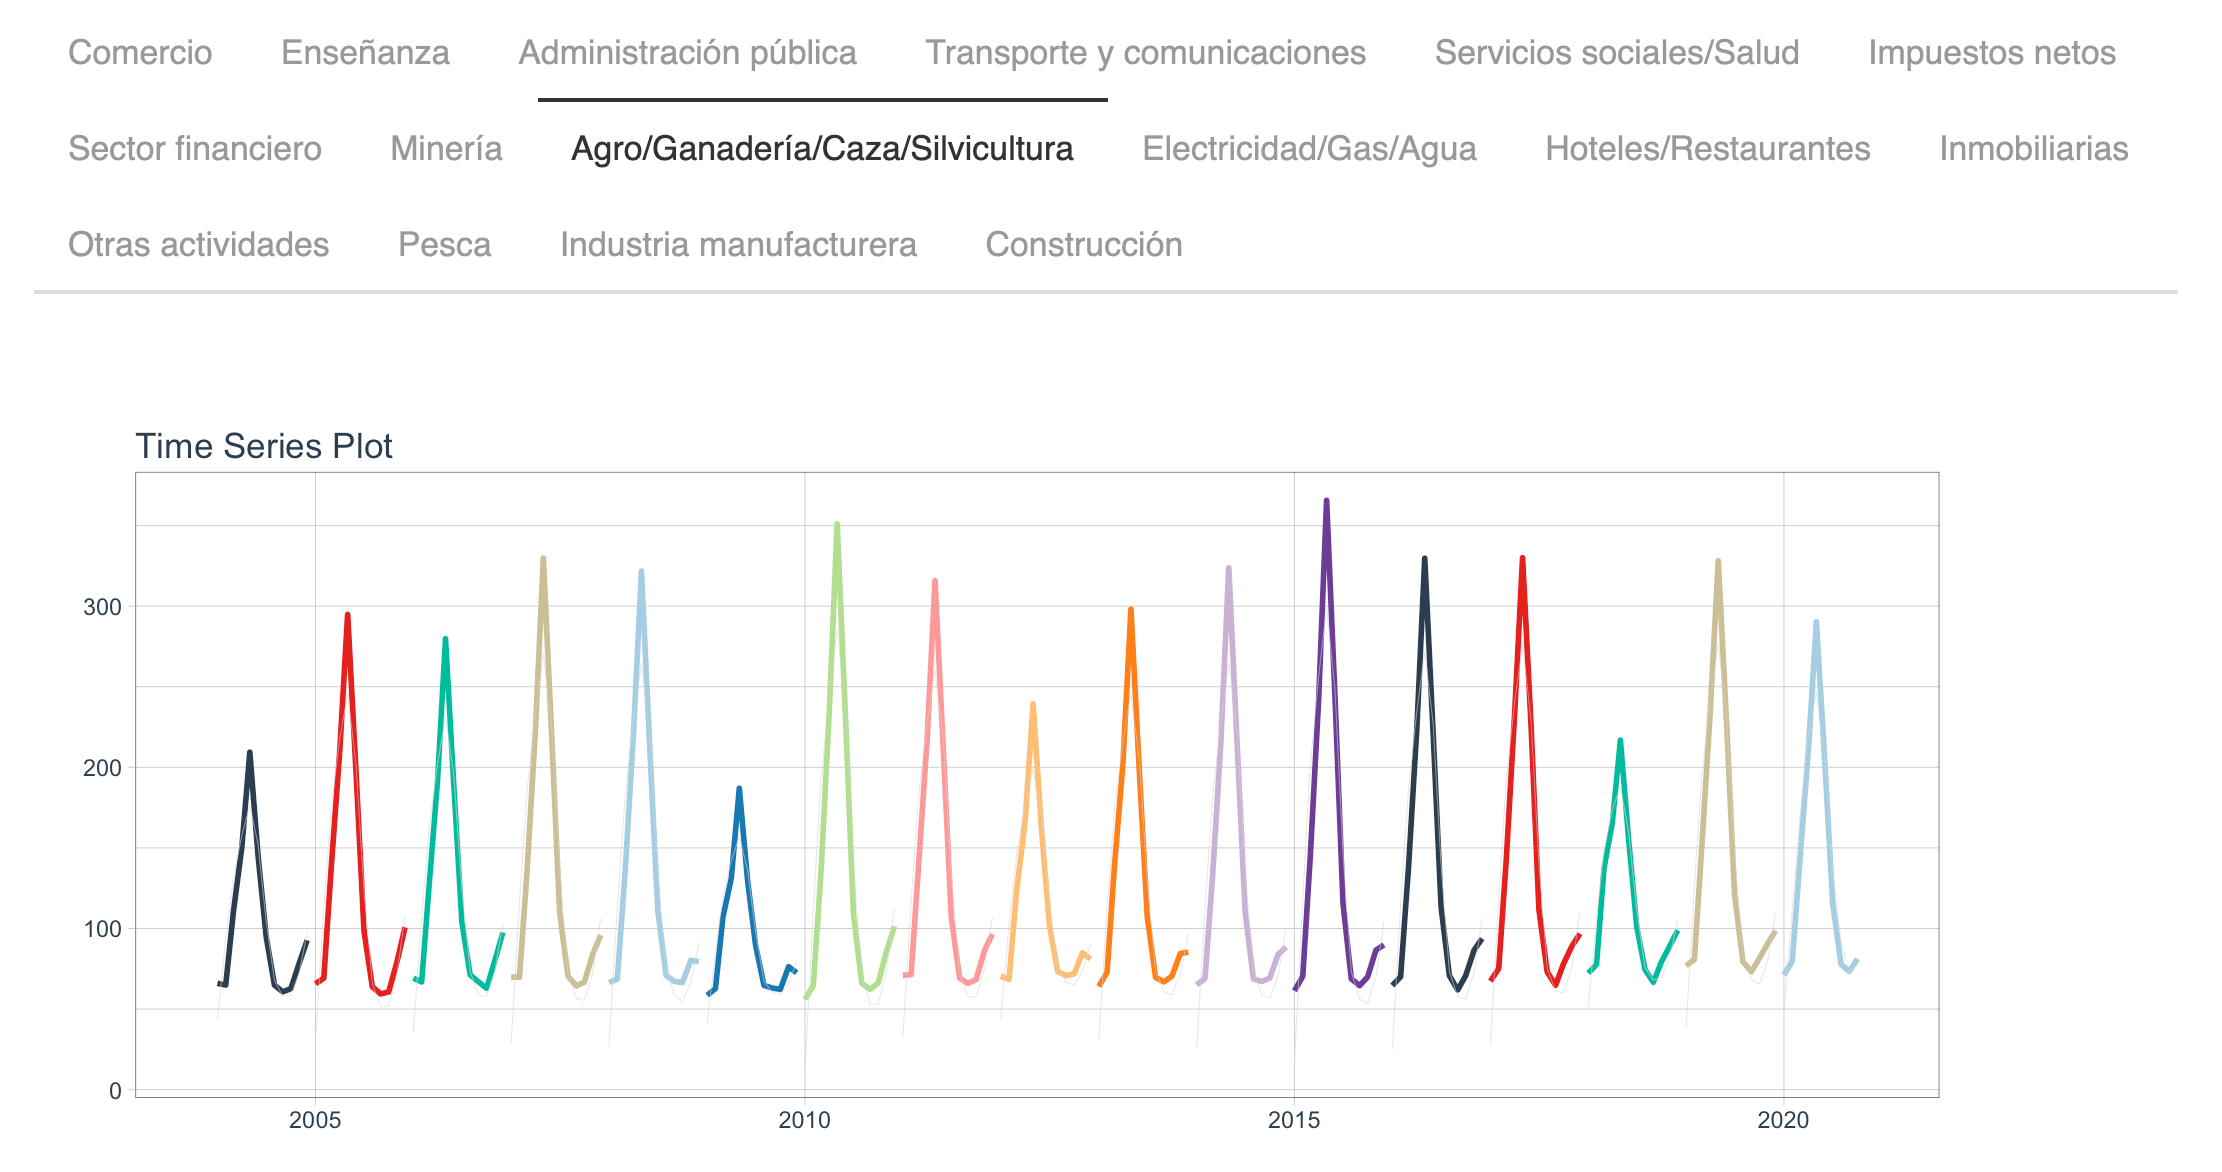 Comercio Enseñanza Administración pública Transporte y comunicaciones Servicios sociales/Salud Impuestos netos
Sector financiero Minería Agro/Ganadería/Caza/Silvicultura Electricidad/Gas/Agua Hoteles/Restaurantes Inmobiliarias
Otras actividades Pesca Industria manufacturera Construcción
Time Series Plot
300
200
100
0
2005 2010 2015 2020